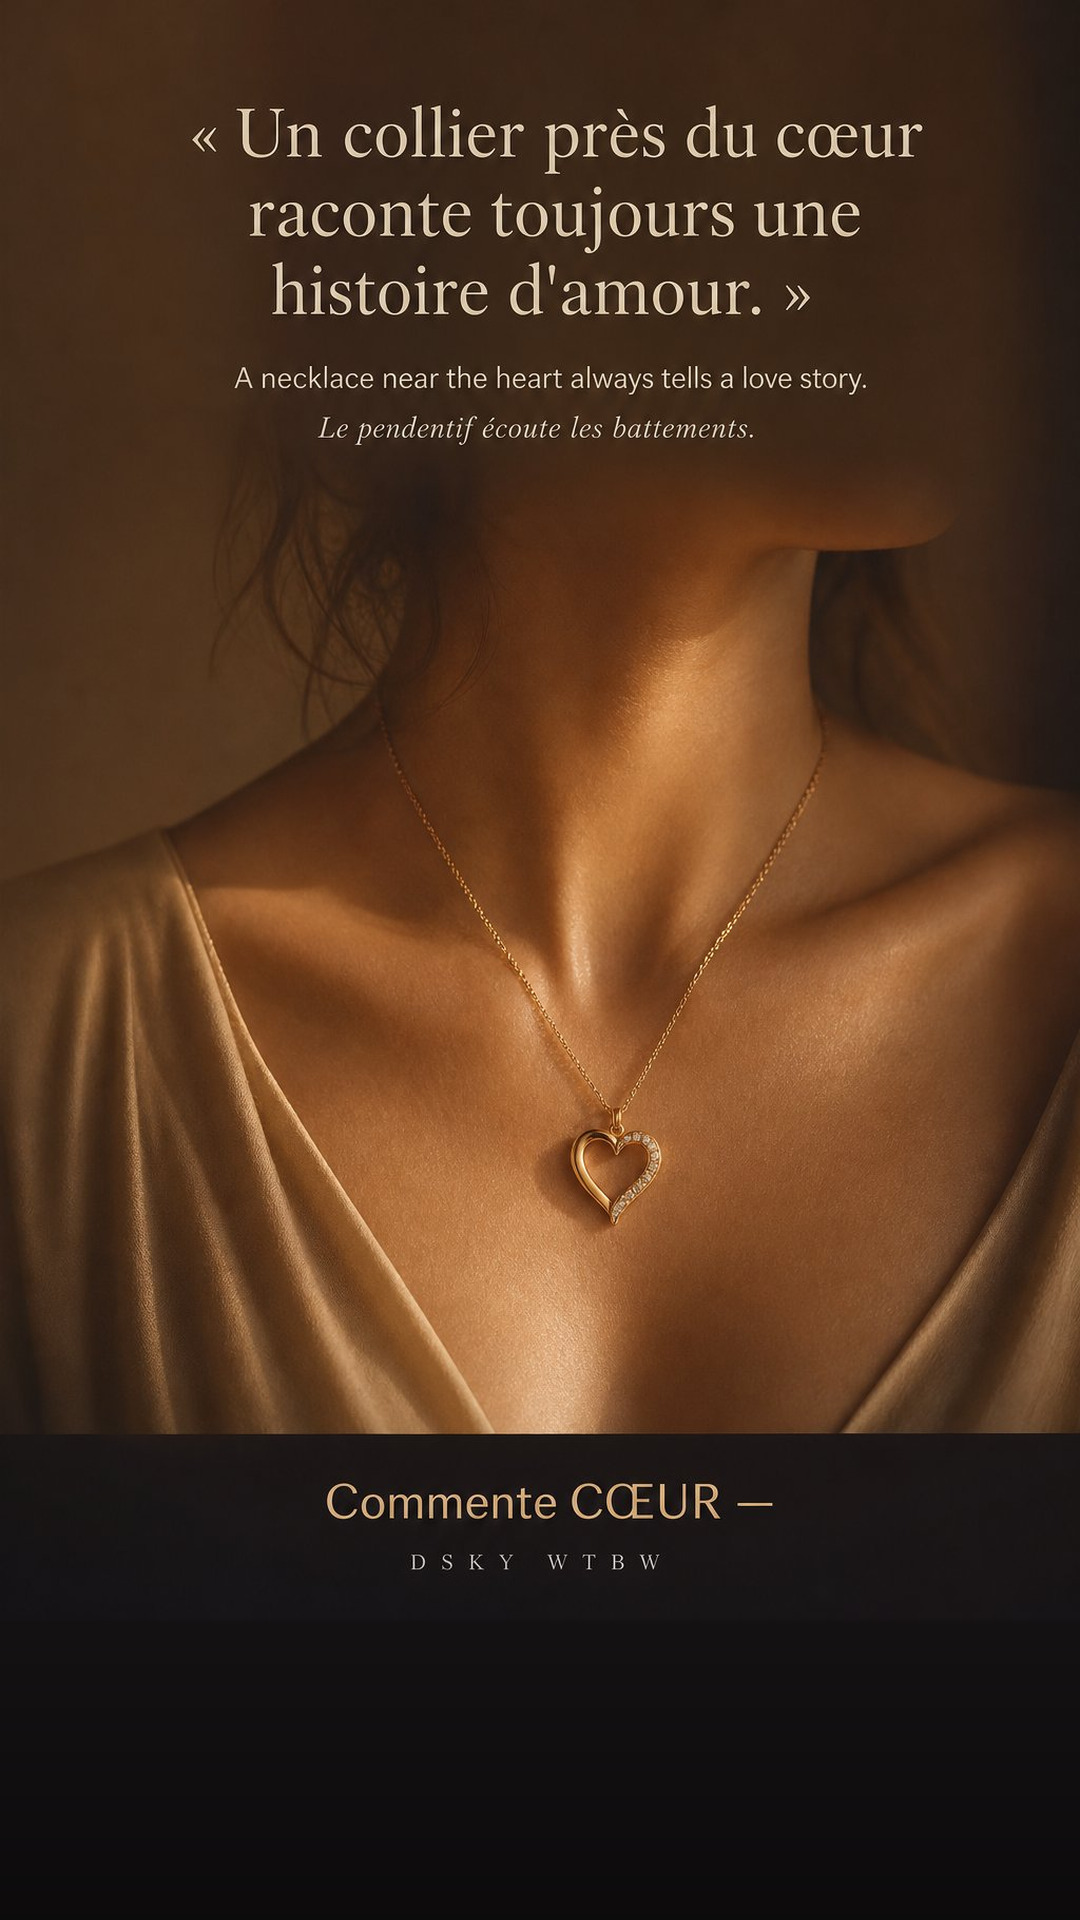 « Un collier près du cœur
raconte toujours une
histoire d'amour. »
A necklace near the heart always tells a love story.
Le pendentif écoute les battements.
Commente CŒUR —
DSKY WTBW